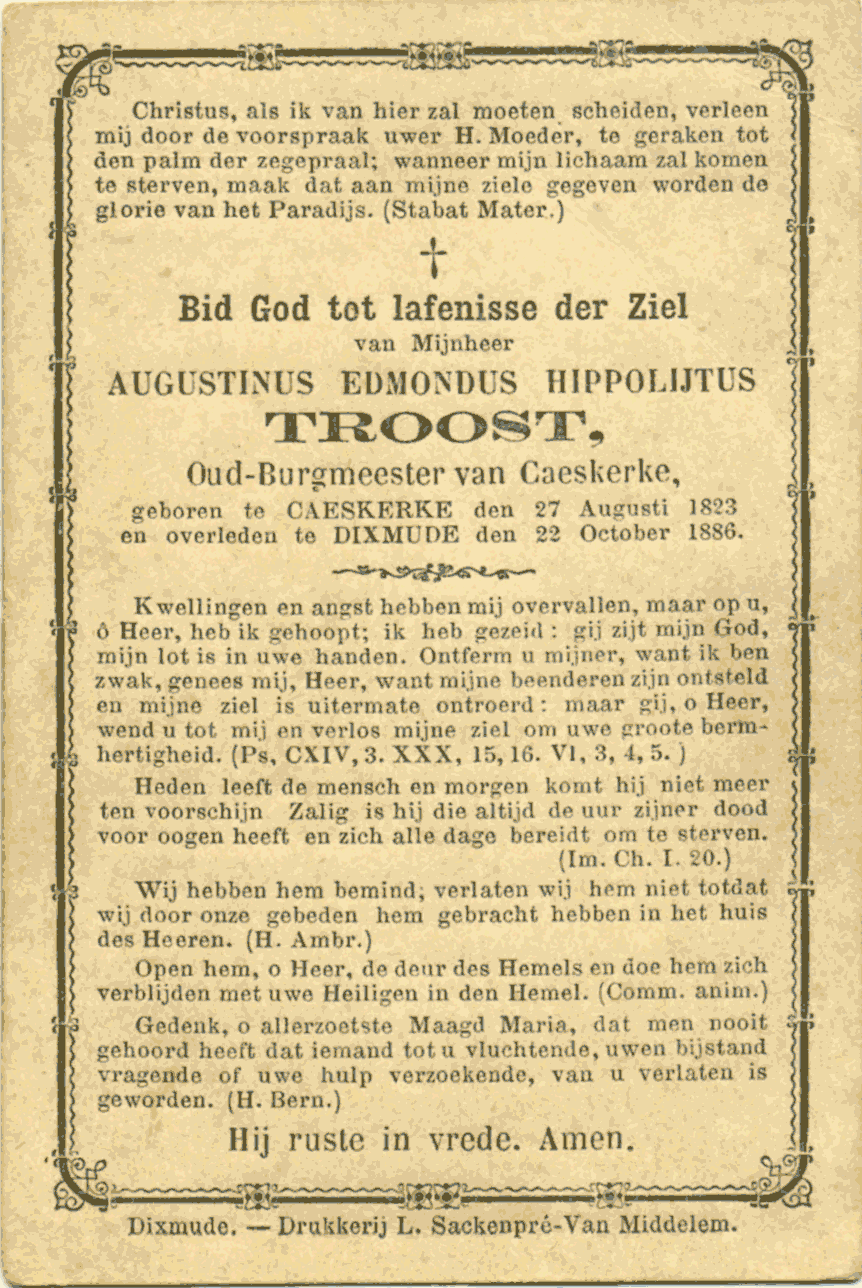 Christus, als ik van hier zal moeten scheiden, verleen
mij door de voorspraak uwer H. Moeder, te geraken tot
den palm der zegepraal; wanneer mijn lichaam zal komen
te sterven, maak dat aan mijne ziele gegeven worden de
glorie van het Paradijs. (Stabat Mater.)
†
Bid God tot lafenisse der Ziel
van Mijnheer
AUGUSTINUS EDMONDUS HIPPOLIJTUS
TROOST,
Oud-Burgmeester van Caeskerke,
geboren te CAESKERKE den 27 Augusti 1823
en overleden te DIXMUDE den 22 October 1886.
Kwellingen en angst hebben mij overvallen, maar op u,
ô Heer, heb ik gehoopt; ik heb gezeid : gij zijt mijn God,
mijn lot is in uwe handen. Ontferm u mijner, want ik ben
zwak, genees mij, Heer, want mijne beenderen zijn ontsteld
en mijne ziel is uitermate ontroerd : maar gij, o Heer,
wend u tot mij en verlos mijne ziel om uwe groote berm-
hertigheid. (Ps, CXIV, 3. XXX, 15, 16. VI, 3, 4, 5. )
Heden leeft de mensch en morgen komt hij niet meer
ten voorschijn Zalig is hij die altijd de uur zijner dood
voor oogen heeft en zich alle dage bereidt om te sterven.
(Im. Ch. I. 20.)
Wij hebben hem bemind; verlaten wij hem niet totdat
wij door onze gebeden hem gebracht hebben in het huis
des Heeren. (H. Ambr.)
Open hem, o Heer, de deur des Hemels en doe hem zich
verblijden met uwe Heiligen in den Hemel. (Comm. anim.)
Gedenk, o allerzoetste Maagd Maria, dat men nooit
gehoord heeft dat iemand tot u vluchtende, uwen bijstand
vragende of uwe hulp verzoekende, van u verlaten is
geworden. (H. Bern.)
Hij ruste in vrede. Amen.
Dixmude. — Drukkerij L. Sackenpré-Van Middelem.